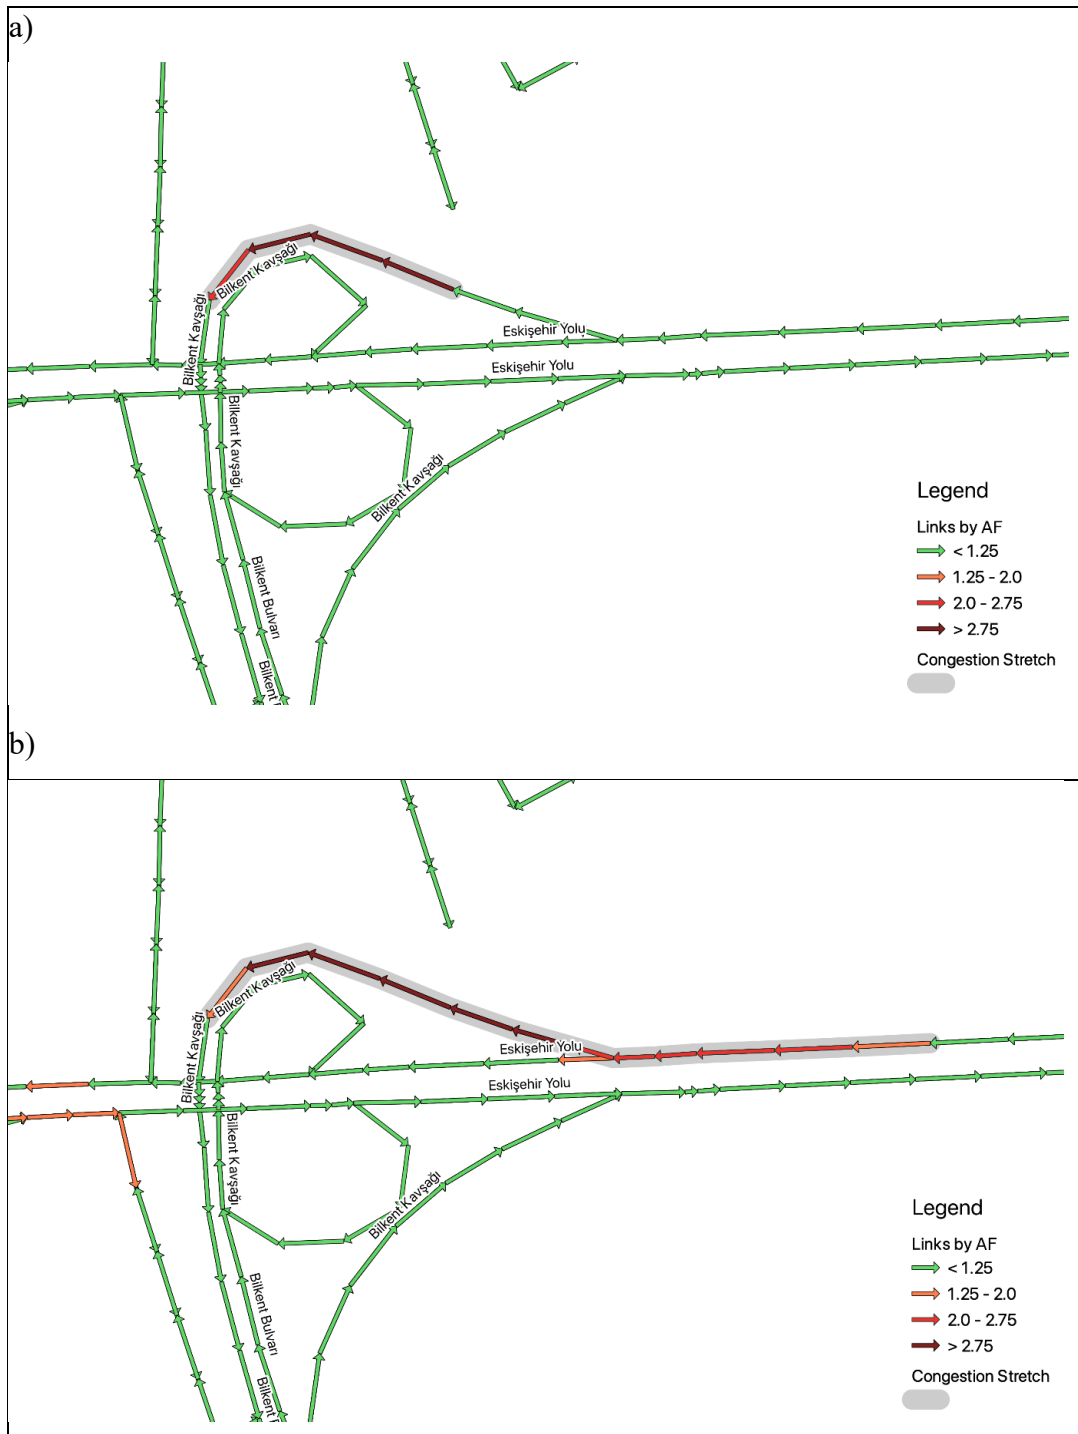 a)
Bilkent Kavşağı
Bilkent Kavşağı
Eskişehir Yolu
Eskişehir Yolu
Bilkent Kavşağı
Bilkent Kavşağı
Bilkent Bulvarı
Bilkent
Legend
Links by AF
< 1.25
1.25 - 2.0
2.0 - 2.75
> 2.75
Congestion Stretch
b)
Bilkent Kavşağı
Bilkent Kavşağı
Eskişehir Yolu
Eskişehir Yolu
Bilkent Kavşağı
Bilkent Kavşağı
Bilkent Bulvarı
Bilkent
Legend
Links by AF
< 1.25
1.25 - 2.0
2.0 - 2.75
> 2.75
Congestion Stretch